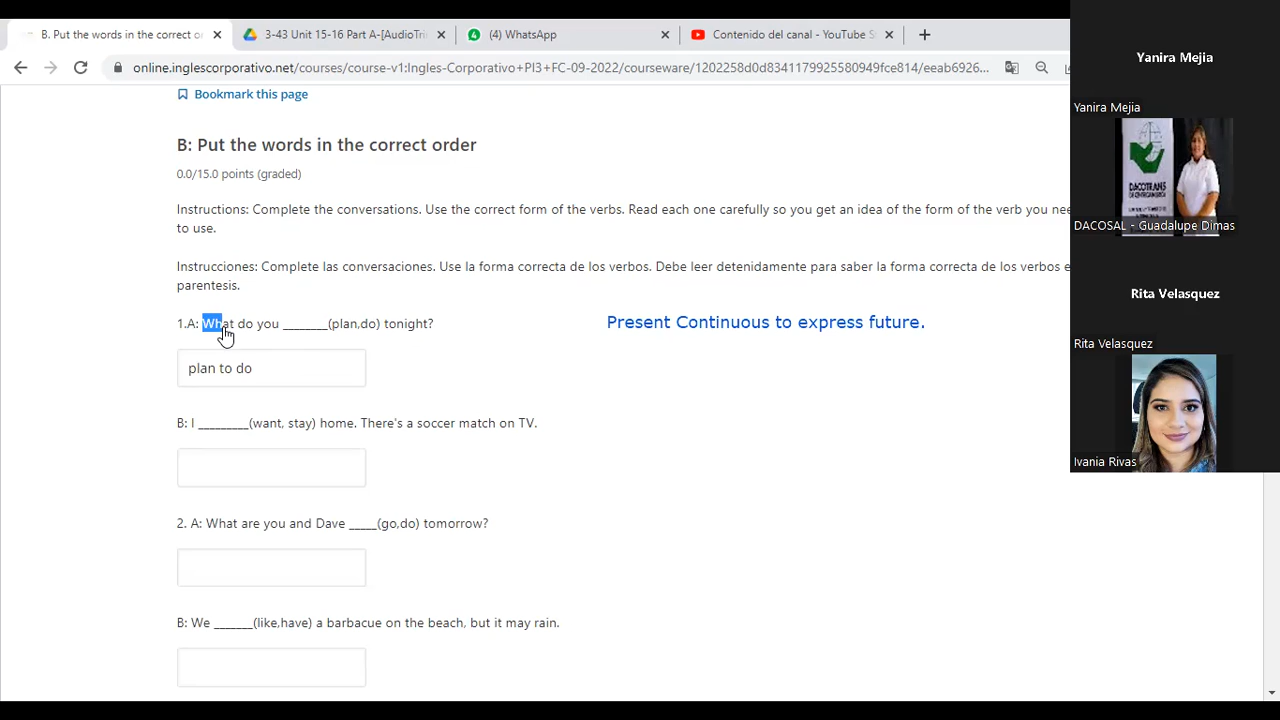 B. Put the words in the correct or
3-43 Unit 15-16 Part A-[AudioTri
(4) WhatsApp
Contenido del canal - YouTube S
online.inglescorporativo.net/courses/course-v1:Ingles-Corporativo+PI3+FC-09-2022/courseware/1202258d0d8341179925580949fce814/eeab6926...
Bookmark this page
B: Put the words in the correct order
0.0/15.0 points (graded)
Instructions: Complete the conversations. Use the correct form of the verbs. Read each one carefully so you get an idea of the form of the verb you nee
to use.
Instrucciones: Complete las conversaciones. Use la forma correcta de los verbos. Debe leer detenidamente para saber la forma correcta de los verbos e
parentesis.
1.A: What do you ________(plan,do) tonight?
Present Continuous to express future.
plan to do
B: I _________(want, stay) home. There's a soccer match on TV.
2. A: What are you and Dave _____(go,do) tomorrow?
B: We _______(like,have) a barbacue on the beach, but it may rain.
Yanira Mejia
Yanira Mejia
DACOTRANS
DACOSAL - Guadalupe Dimas
Rita Velasquez
Rita Velasquez
Ivania Rivas